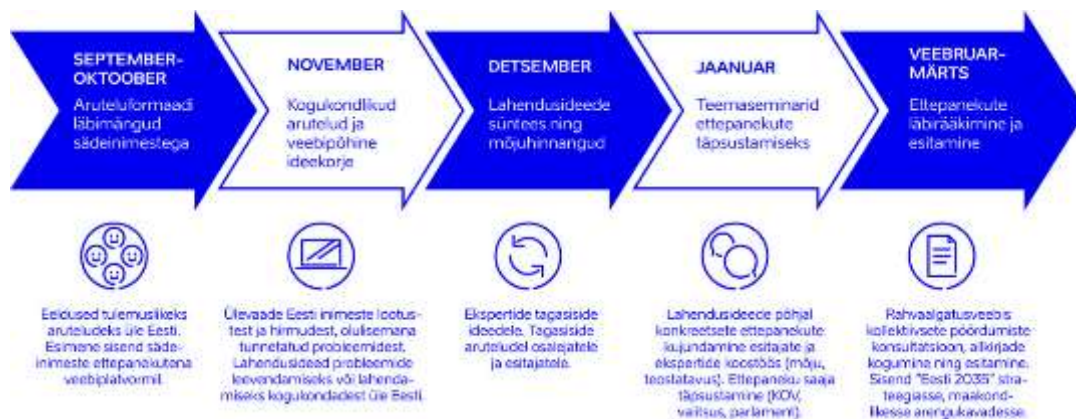 SEPTEMBER-
OKTOOBER
Aruteluformaadi
läbimängud
sädeinimestega
NOVEMBER
Kogukondlikud
arutelud ja
veebipõhine
ideekorje
DETSEMBER
Lahendusideede
süntees ning
mõjuhinnangud
JAANUAR
Teemaseminarid
ettepanekute
täpsustamiseks
VEEBRUAR-
MÄRTS
Ettepanekute
läbirääkimine ja
esitamine
Eeldused tulemuslikeks
aruteludeks üle Eesti.
Esimene sisend säde-
inimeste ettepanekutena
veebiplatvormil.
Ülevaade Eesti inimeste lootus-
test ja hirmudest, olulisemana
tunnetatud probleemidest.
Lahendusideed probleemide
leevendamiseks või lahenda-
miseks kogukondadest üle Eesti.
Ekspertide tagasiside
ideedele. Tagasiside
aruteludel osalejatele
ja esitajatele.
Lahendusideede põhjal
konkreetsete ettepanekute
kujundamine esitajate ja
ekspertide koostöös (mõju,
teostatavus). Ettepaneku saaja
täpsustamine (KOV,
valitsus, parlament).
Rahvaalgatusveebis
kollektiivsete pöördumiste
konsultatsioon, allkirjade
kogumine ning esitamine.
Sisend "Eesti 2035" stra-
teegiasse, maakond-
likesse arengukavadesse.